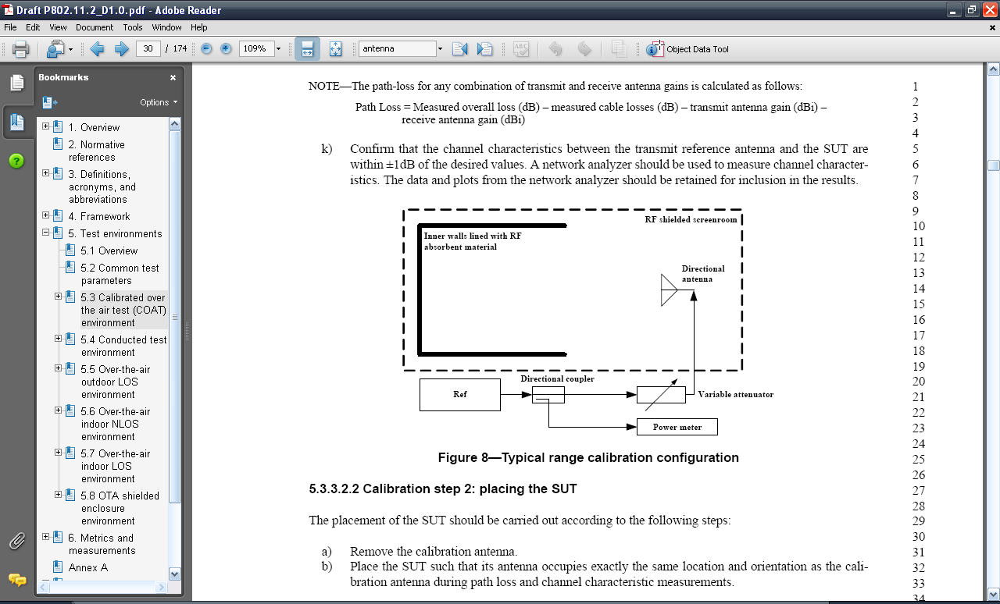 Draft P802.11.2_D1.0.pdf - Adobe Reader
File Edit View Document Tools Window Help
30 / 174 109% antenna ABC Object Data Tool
Bookmarks
Options
1. Overview
2. Normative
references
3. Definitions,
acronyms, and
abbreviations
4. Framework
5. Test environments
5.1 Overview
5.2 Common test
parameters
5.3 Calibrated over
the air test (COAT)
environment
5.4 Conducted test
environment
5.5 Over-the-air
outdoor LOS
environment
5.6 Over-the-air
indoor NLOS
environment
5.7 Over-the-air
indoor LOS
environment
5.8 OTA shielded
enclosure
environment
6. Metrics and
measurements
Annex A
NOTE—The path-loss for any combination of transmit and receive antenna gains is calculated as follows:
Path Loss = Measured overall loss (dB) – measured cable losses (dB) – transmit antenna gain (dBi) –
receive antenna gain (dBi)
k) Confirm that the channel characteristics between the transmit reference antenna and the SUT are
within ±1dB of the desired values. A network analyzer should be used to measure channel character-
istics. The data and plots from the network analyzer should be retained for inclusion in the results.
RF shielded screenroom
Inner walls lined with RF
absorbent material
Directional
antenna
Directional coupler
Ref
Variable attenuator
Power meter
Figure 8—Typical range calibration configuration
5.3.3.2.2 Calibration step 2: placing the SUT
The placement of the SUT should be carried out according to the following steps:
a) Remove the calibration antenna.
b) Place the SUT such that its antenna occupies exactly the same location and orientation as the cali-
bration antenna during path loss and channel characteristic measurements.
1
2
3
4
5
6
7
8
9
10
11
12
13
14
15
16
17
18
19
20
21
22
23
24
25
26
27
28
29
30
31
32
33
34